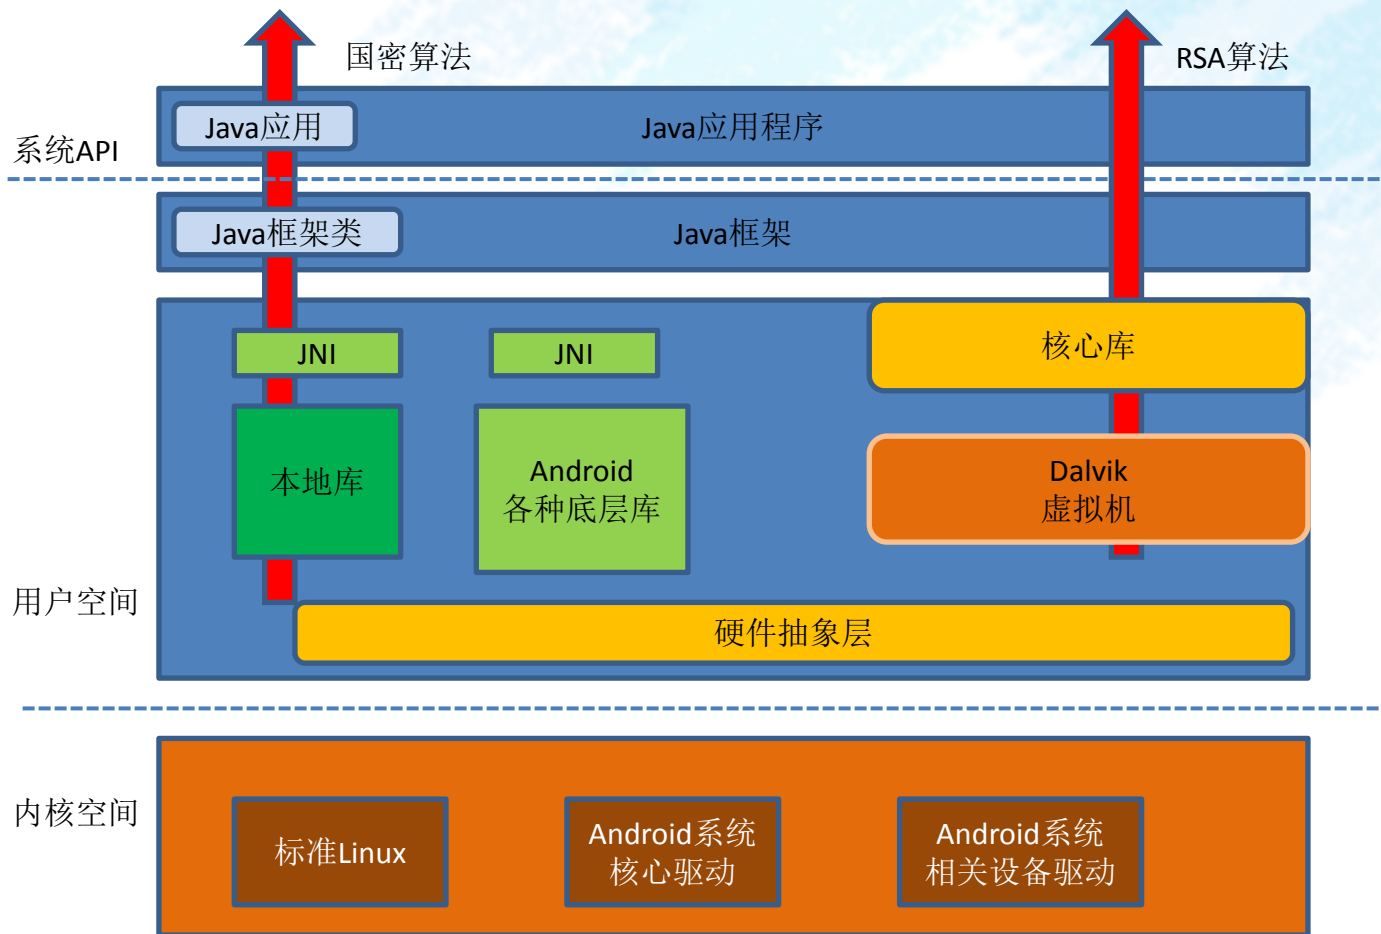 国密算法
RSA算法
Java应用
Java应用程序
系统API
Java框架类
Java框架
JNI
JNI
核心库
本地库
Android
各种底层库
Dalvik
虚拟机
用户空间
硬件抽象层
内核空间
标准Linux
Android系统
核心驱动
Android系统
相关设备驱动